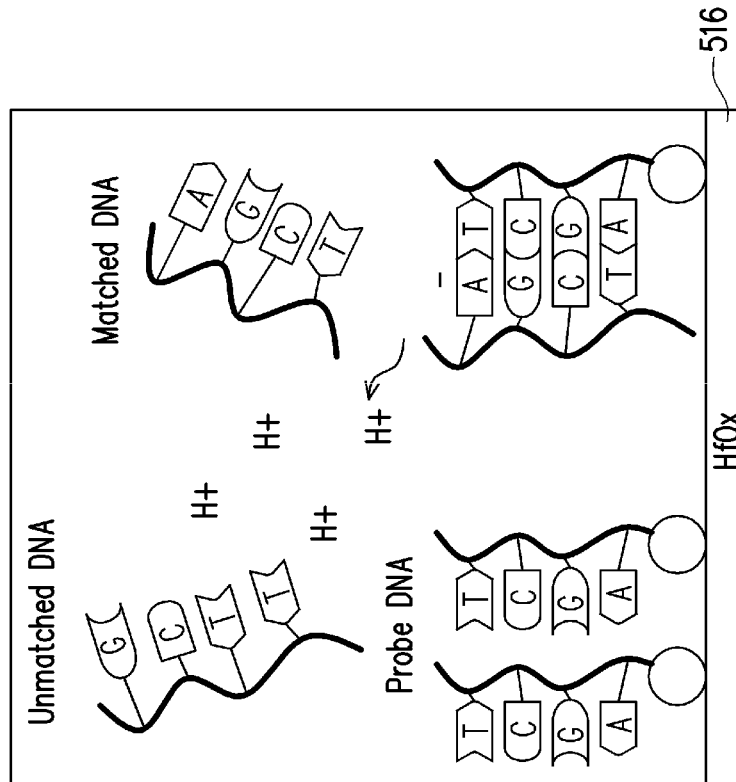 Unmatched DNA
Matched DNA
G
C
T
T
A
G
C
T
H+
H+
H+
H+
Probe DNA
T
C
G
A
T
C
G
A
–
A T
G C
C G
T A
HfOx
516